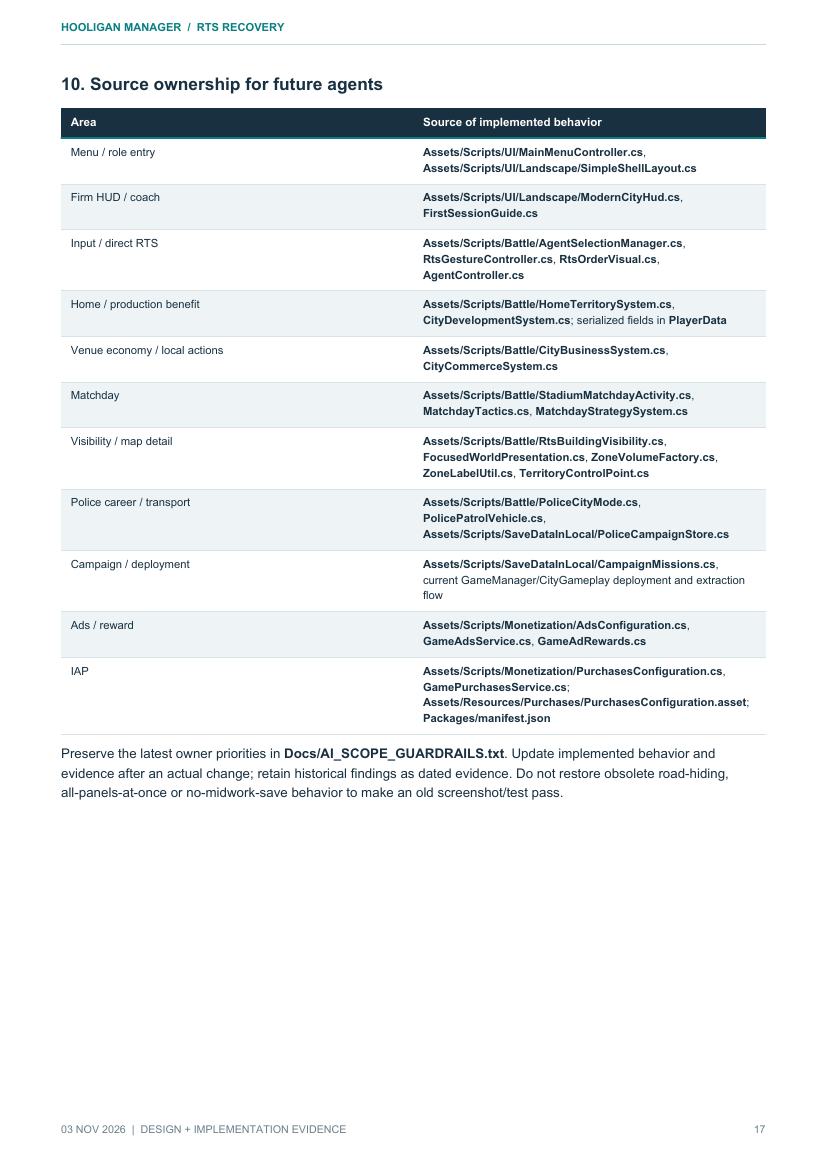 HOOLIGAN MANAGER / RTS RECOVERY
10. Source ownership for future agents
Area
Source of implemented behavior
Menu / role entry
Assets/Scripts/UI/MainMenuController.cs,
Assets/Scripts/UI/Landscape/SimpleShellLayout.cs
Firm HUD / coach
Assets/Scripts/UI/Landscape/ModernCityHud.cs,
FirstSessionGuide.cs
Input / direct RTS
Assets/Scripts/Battle/AgentSelectionManager.cs,
RtsGestureController.cs, RtsOrderVisual.cs,
AgentController.cs
Home / production benefit
Assets/Scripts/Battle/HomeTerritorySystem.cs,
CityDevelopmentSystem.cs; serialized fields in PlayerData
Venue economy / local actions
Assets/Scripts/Battle/CityBusinessSystem.cs,
CityCommerceSystem.cs
Matchday
Assets/Scripts/Battle/StadiumMatchdayActivity.cs,
MatchdayTactics.cs, MatchdayStrategySystem.cs
Visibility / map detail
Assets/Scripts/Battle/RtsBuildingVisibility.cs,
FocusedWorldPresentation.cs, ZoneVolumeFactory.cs,
ZoneLabelUtil.cs, TerritoryControlPoint.cs
Police career / transport
Assets/Scripts/Battle/PoliceCityMode.cs,
PolicePatrolVehicle.cs,
Assets/Scripts/SaveDataInLocal/PoliceCampaignStore.cs
Campaign / deployment
Assets/Scripts/SaveDataInLocal/CampaignMissions.cs,
current GameManager/CityGameplay deployment and extraction
flow
Ads / reward
Assets/Scripts/Monetization/AdsConfiguration.cs,
GameAdsService.cs, GameAdRewards.cs
IAP
Assets/Scripts/Monetization/PurchasesConfiguration.cs,
GamePurchasesService.cs;
Assets/Resources/Purchases/PurchasesConfiguration.asset;
Packages/manifest.json
Preserve the latest owner priorities in Docs/AI_SCOPE_GUARDRAILS.txt. Update implemented behavior and
evidence after an actual change; retain historical findings as dated evidence. Do not restore obsolete road-hiding,
all-panels-at-once or no-midwork-save behavior to make an old screenshot/test pass.
03 NOV 2026 | DESIGN + IMPLEMENTATION EVIDENCE
17